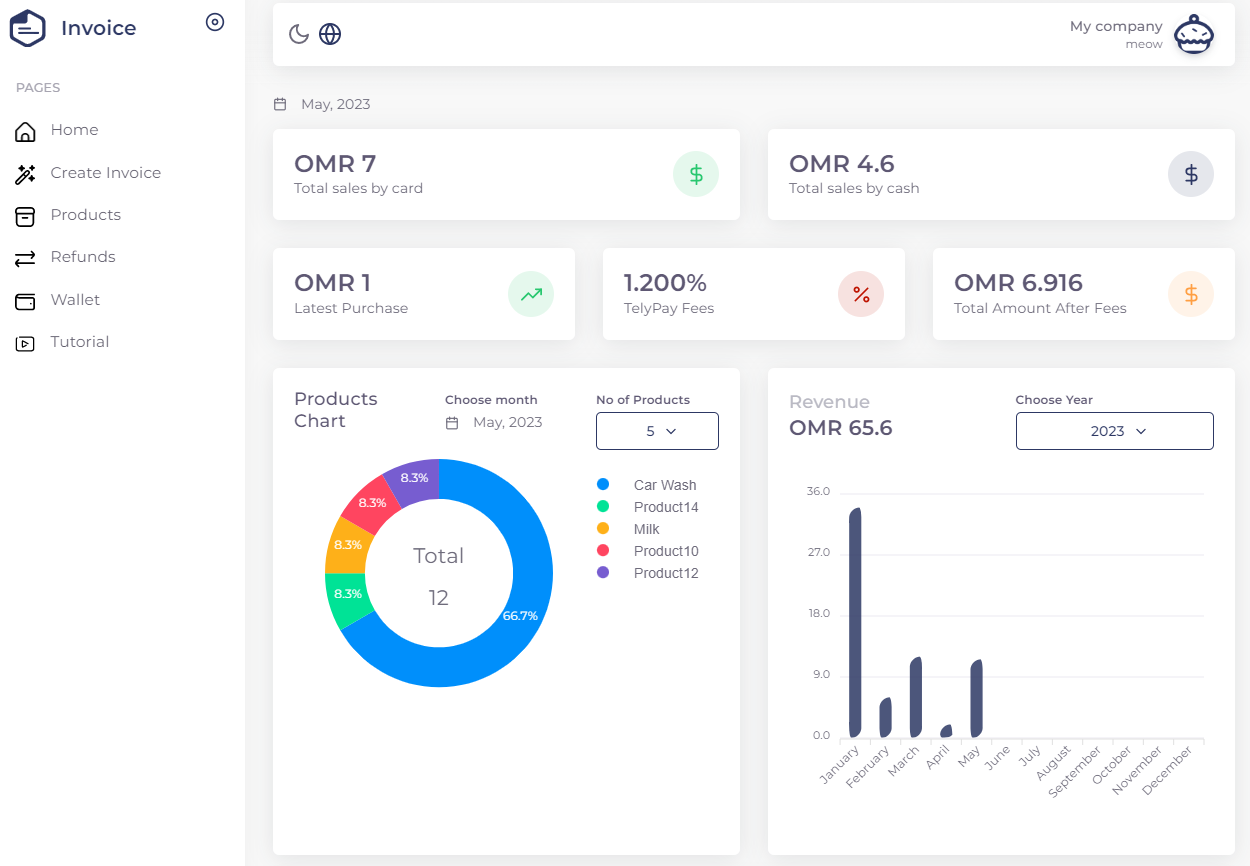 Invoice
PAGES
Home
Create Invoice
Products
Refunds
Wallet
Tutorial
My company
meow
May, 2023
OMR 7
Total sales by card
OMR 4.6
Total sales by cash
OMR 1
Latest Purchase
1.200%
TelyPay Fees
OMR 6.916
Total Amount After Fees
Products
Chart
Choose month
May, 2023
No of Products
5
8.3%
8.3%
8.3%
8.3%
66.7%
Total
12
Car Wash
Product14
Milk
Product10
Product12
Revenue
OMR 65.6
Choose Year
2023
36.0
27.0
18.0
9.0
0.0
January
February
March
April
May
June
July
August
September
October
November
December